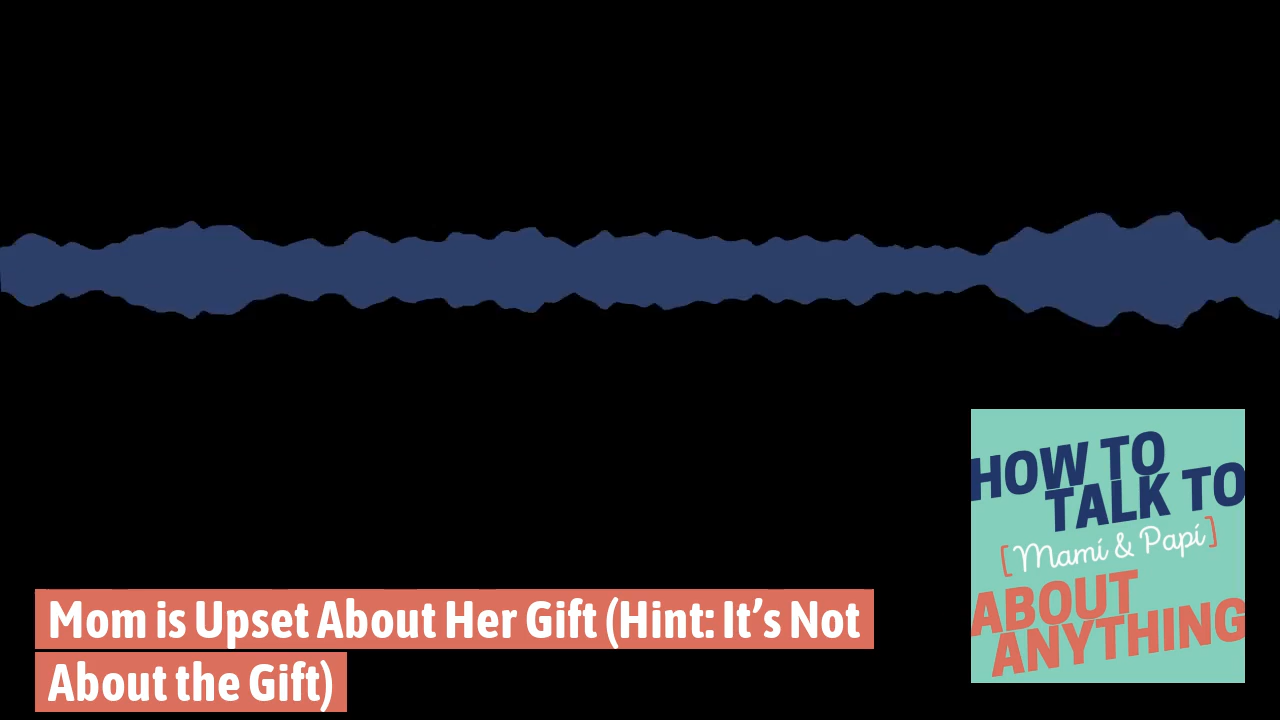 HOW TO
TALK TO
[Mamí & Papí]
ABOUT
ANYTHING
Mom is Upset About Her Gift (Hint: It’s Not
About the Gift)